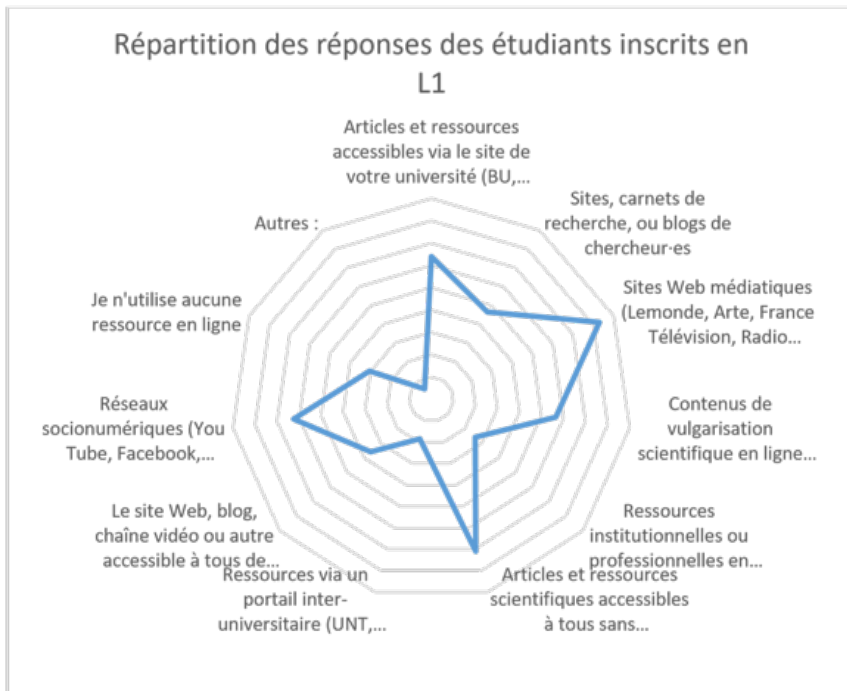 Répartition des réponses des étudiants inscrits en
L1
Articles et ressources
accessibles via le site de
votre université (BU,...
Sites, carnets de
recherche, ou blogs de
chercheur·es
Sites Web médiatiques
(Lemonde, Arte, France
Télévision, Radio...
Contenus de
vulgarisation
scientifique en ligne...
Ressources
institutionnelles ou
professionnelles en...
Articles et ressources
scientifiques accessibles
à tous sans...
Ressources via un
portail inter-
universitaire (UNT,...
Le site Web, blog,
chaîne vidéo ou autre
accessible à tous de...
Réseaux
socionumériques (You
Tube, Facebook,...
Je n'utilise aucune
ressource en ligne
Autres :